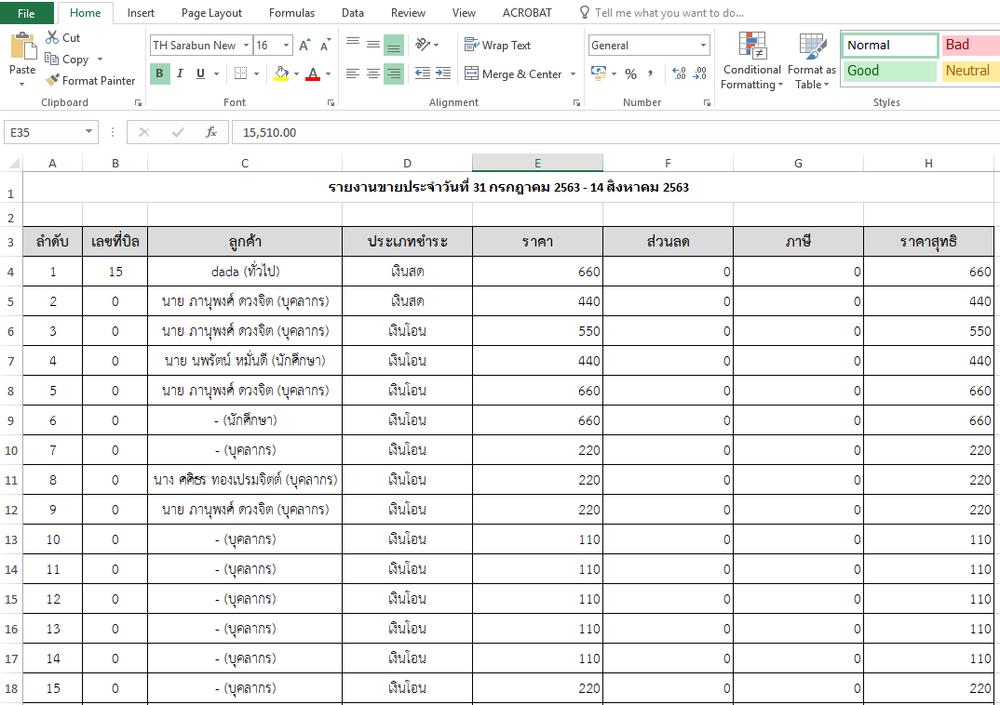 File Home Insert Page Layout Formulas Data Review View ACROBAT Tell me what you want to do...
Paste Cut Copy Format Painter Clipboard
TH Sarabun New 16 A A B I U A Font
Wrap Text Merge & Center Alignment
General % , .00 .0 Number
Conditional Formatting Format as Table Normal Bad Good Neutral Styles
E35 fx 15,510.00
A B C D E F G H
1 รายงานขายประจำวันที่ 31 กรกฎาคม 2563 - 14 สิงหาคม 2563
2
3 ลำดับ เลขที่บิล ลูกค้า ประเภทชำระ ราคา ส่วนลด ภาษี ราคาสุทธิ
4 1 15 dada (ทั่วไป) เงินสด 660 0 0 660
5 2 0 นาย ภานุพงศ์ ดวงจิต (บุคลากร) เงินสด 440 0 0 440
6 3 0 นาย ภานุพงศ์ ดวงจิต (บุคลากร) เงินโอน 550 0 0 550
7 4 0 นาย นพรัตน์ หมั่นดี (นักศึกษา) เงินโอน 440 0 0 440
8 5 0 นาย ภานุพงศ์ ดวงจิต (บุคลากร) เงินโอน 660 0 0 660
9 6 0 - (นักศึกษา) เงินโอน 660 0 0 660
10 7 0 - (บุคลากร) เงินโอน 220 0 0 220
11 8 0 นาง ศศิธร ทองเปรมจิตต์ (บุคลากร) เงินโอน 220 0 0 220
12 9 0 นาย ภานุพงศ์ ดวงจิต (บุคลากร) เงินโอน 220 0 0 220
13 10 0 - (บุคลากร) เงินโอน 110 0 0 110
14 11 0 - (บุคลากร) เงินโอน 110 0 0 110
15 12 0 - (บุคลากร) เงินโอน 110 0 0 110
16 13 0 - (บุคลากร) เงินโอน 110 0 0 110
17 14 0 - (บุคลากร) เงินโอน 110 0 0 110
18 15 0 - (บุคลากร) เงินโอน 220 0 0 220